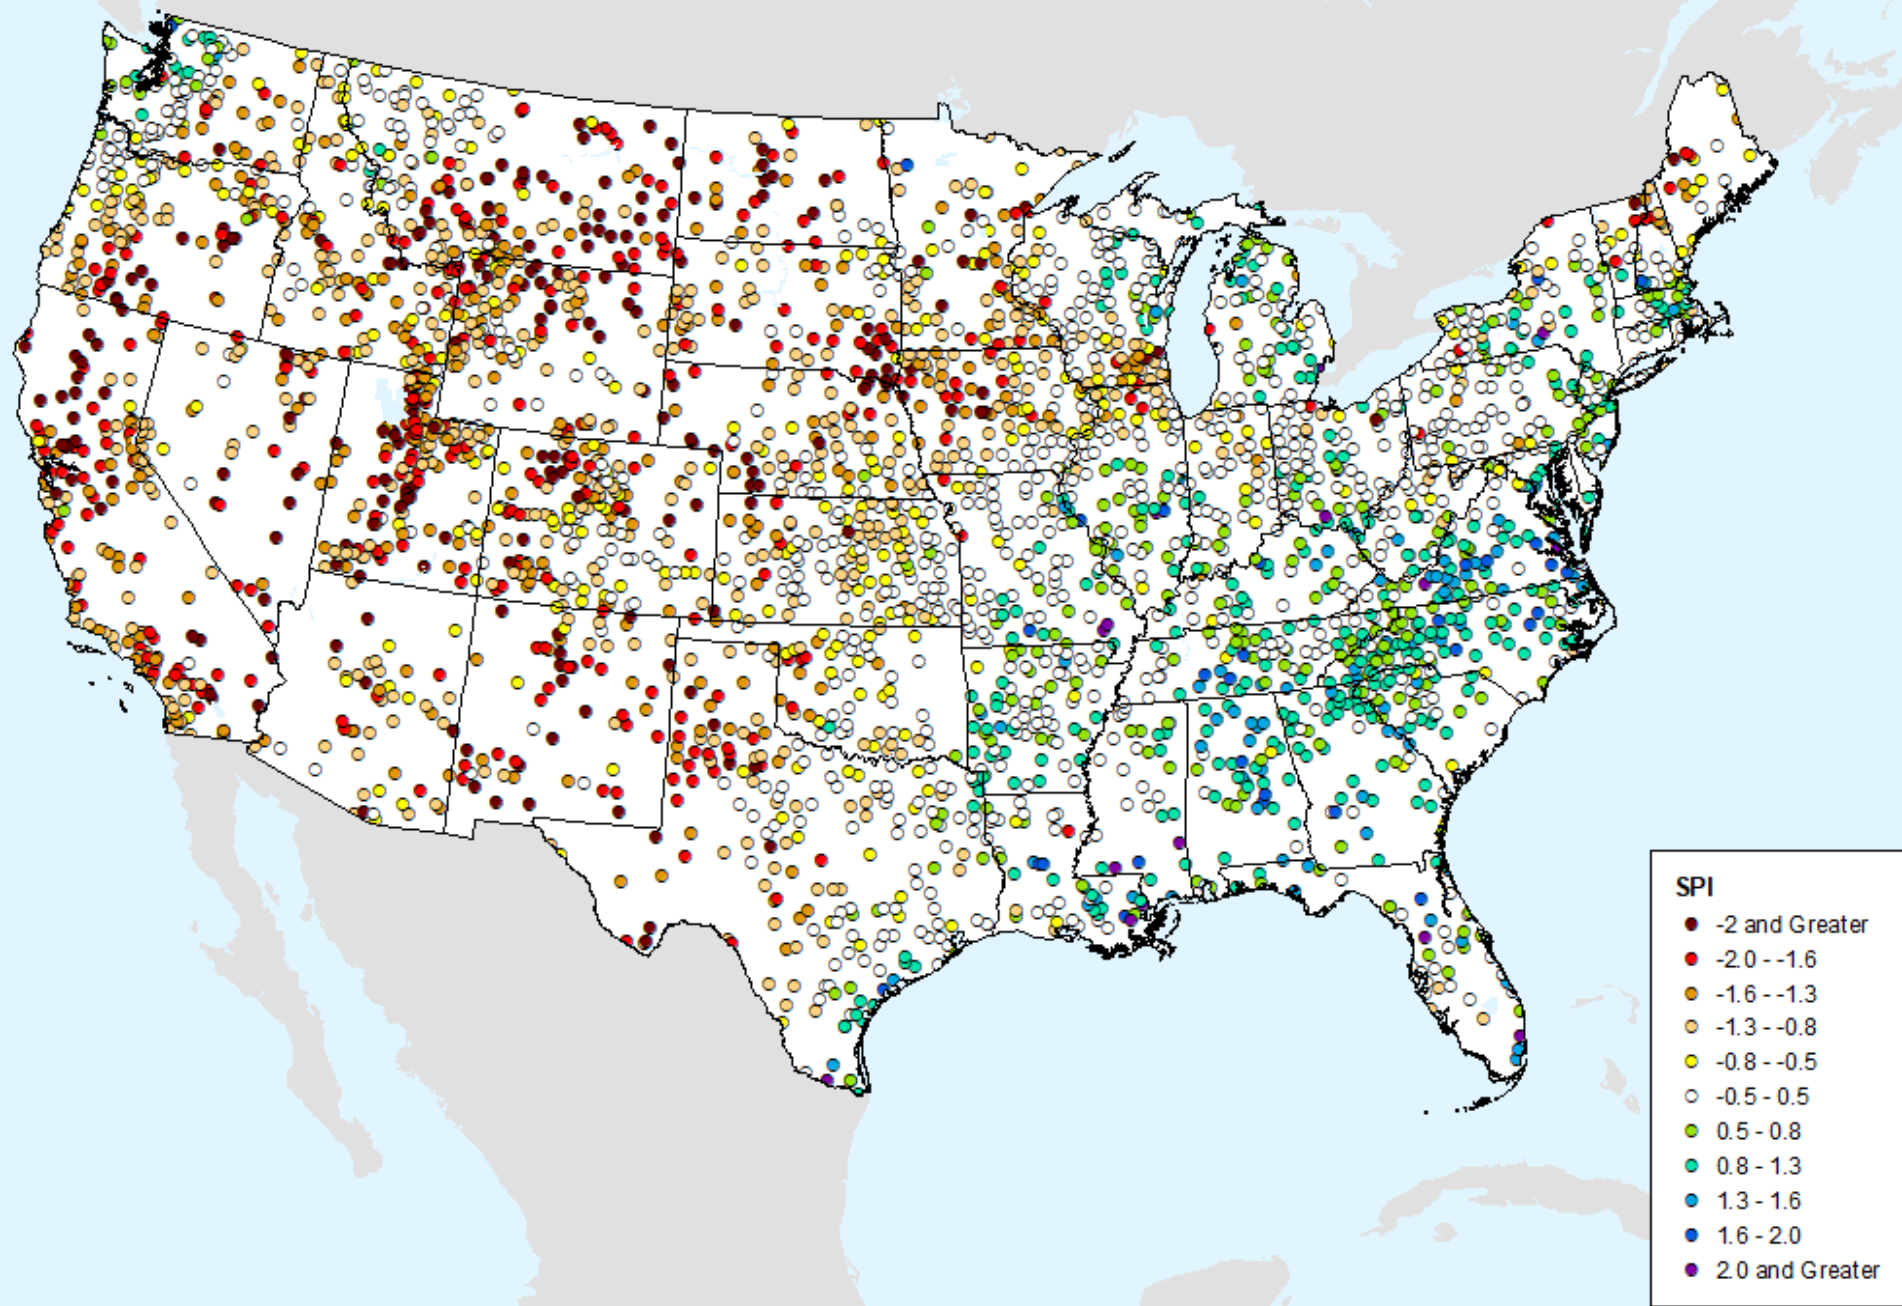 SPI
-2 and Greater
-2.0 - -1.6
-1.6 - -1.3
-1.3 - -0.8
-0.8 - -0.5
-0.5 - 0.5
0.5 - 0.8
0.8 - 1.3
1.3 - 1.6
1.6 - 2.0
2.0 and Greater